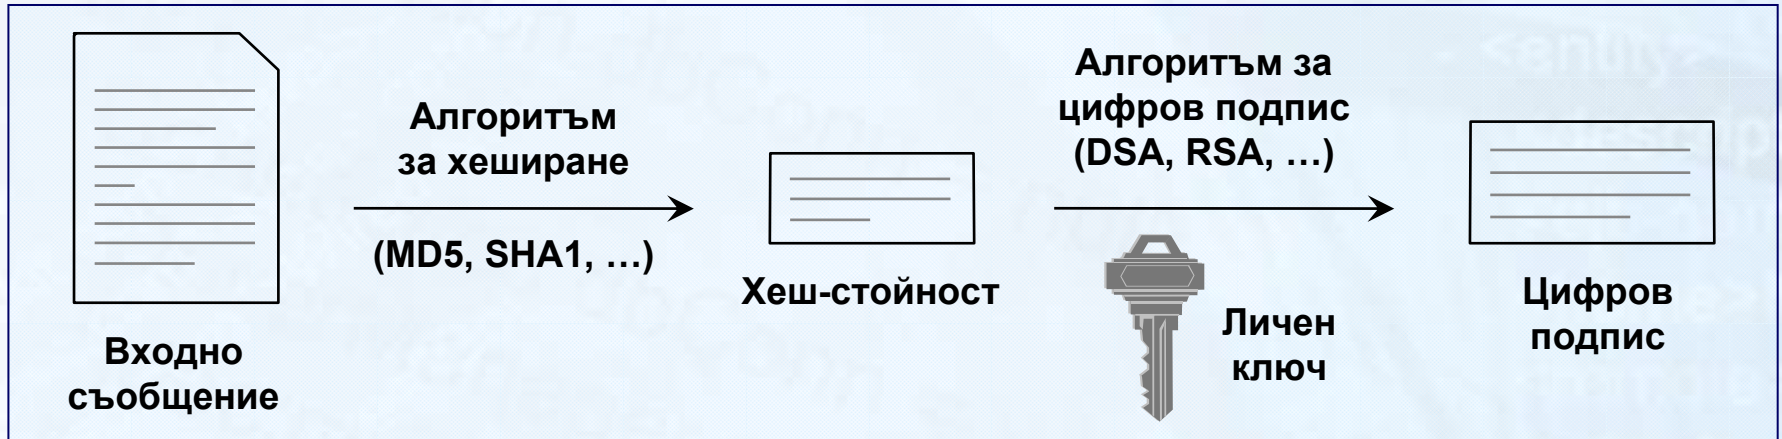 Входно
съобщение
Алгоритъм
за хеширане
(MD5, SHA1, …)
Хеш-стойност
Алгоритъм за
цифров подпис
(DSA, RSA, …)
Личен
ключ
Цифров
подпис